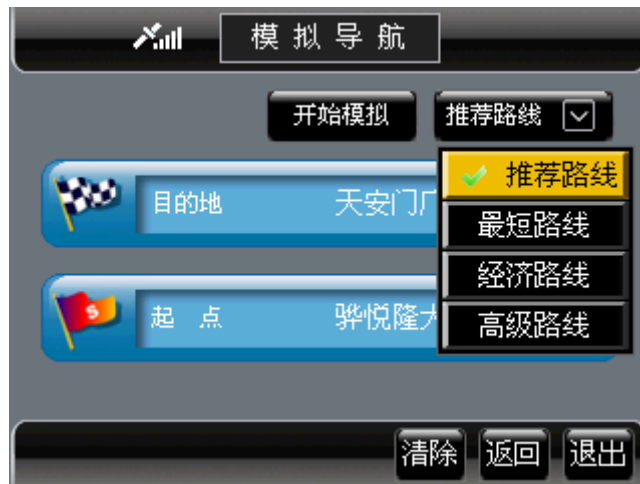 模拟导航
开始模拟 推荐路线
推荐路线
目的地 天安门广
最短路线
经济路线
起点 骅悦隆大
S
高级路线
清除 返回 退出